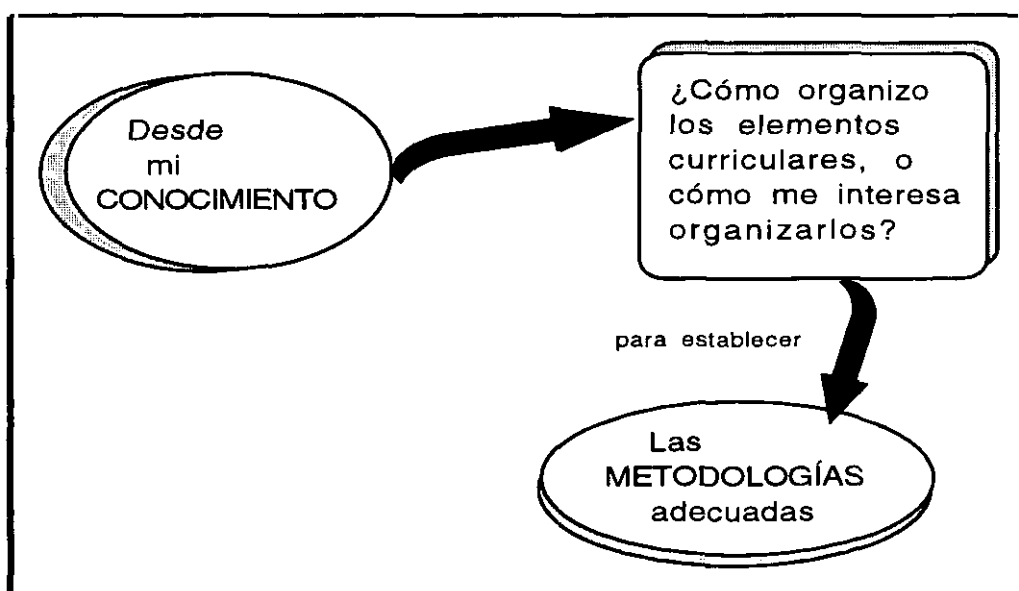 Desde
mi
CONOCIMIENTO
¿Cómo organizo
los elementos
curriculares, o
cómo me interesa
organizarlos?
para establecer
Las
METODOLOGÍAS
adecuadas